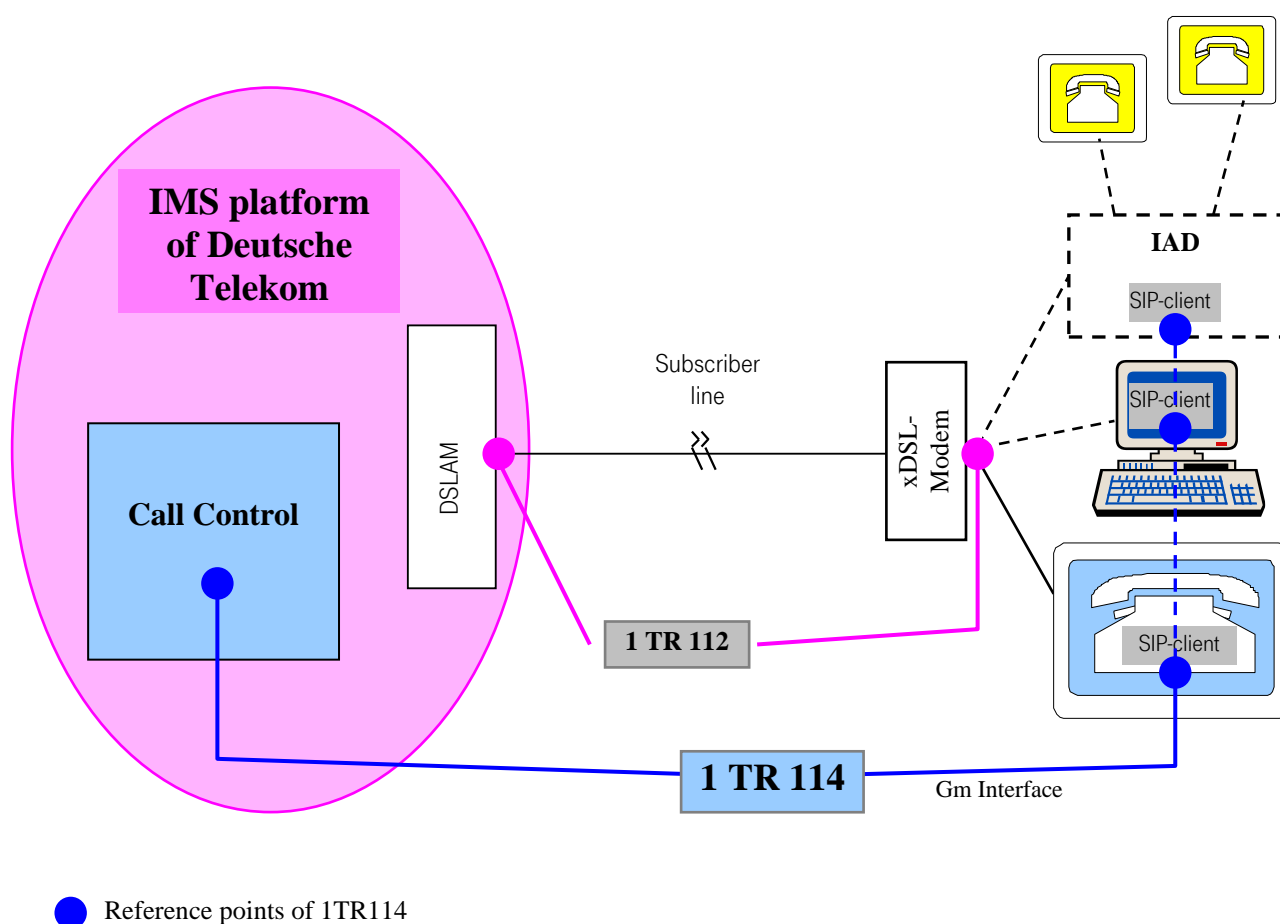 IMS platform
of Deutsche
Telekom
IAD
SIP-client
Subscriber
line
SIP-client
DSLAM
xDSL-
Modem
Call Control
1 TR 112
SIP-client
1 TR 114
Gm Interface
Reference points of 1TR114